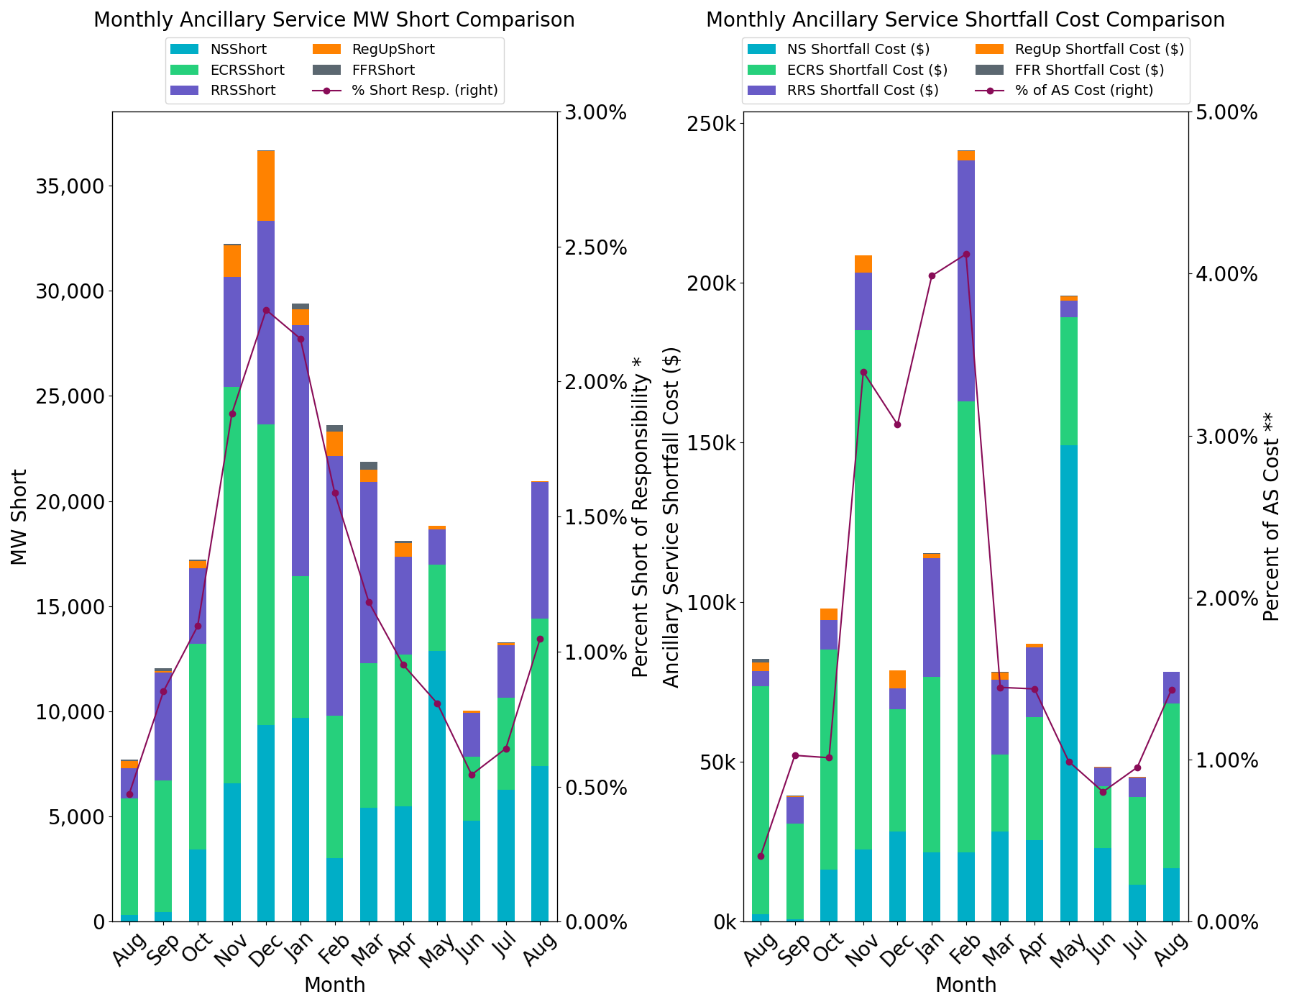 Monthly Ancillary Service MW Short Comparison
NSShort
ECRSShort
RRSShort
RegUpShort
FFRShort
% Short Resp. (right)
MW Short
35,000
30,000
25,000
20,000
15,000
10,000
5,000
0
3.00%
2.50%
2.00%
1.50%
1.00%
0.50%
0.00%
Percent Short of Responsibility *
Aug Sep Oct Nov Dec Jan Feb Mar Apr May Jun Jul Aug
Month
Monthly Ancillary Service Shortfall Cost Comparison
NS Shortfall Cost ($)
ECRS Shortfall Cost ($)
RRS Shortfall Cost ($)
RegUp Shortfall Cost ($)
FFR Shortfall Cost ($)
% of AS Cost (right)
Ancillary Service Shortfall Cost ($)
250k
200k
150k
100k
50k
0k
5.00%
4.00%
3.00%
2.00%
1.00%
0.00%
Percent of AS Cost **
Aug Sep Oct Nov Dec Jan Feb Mar Apr May Jun Jul Aug
Month